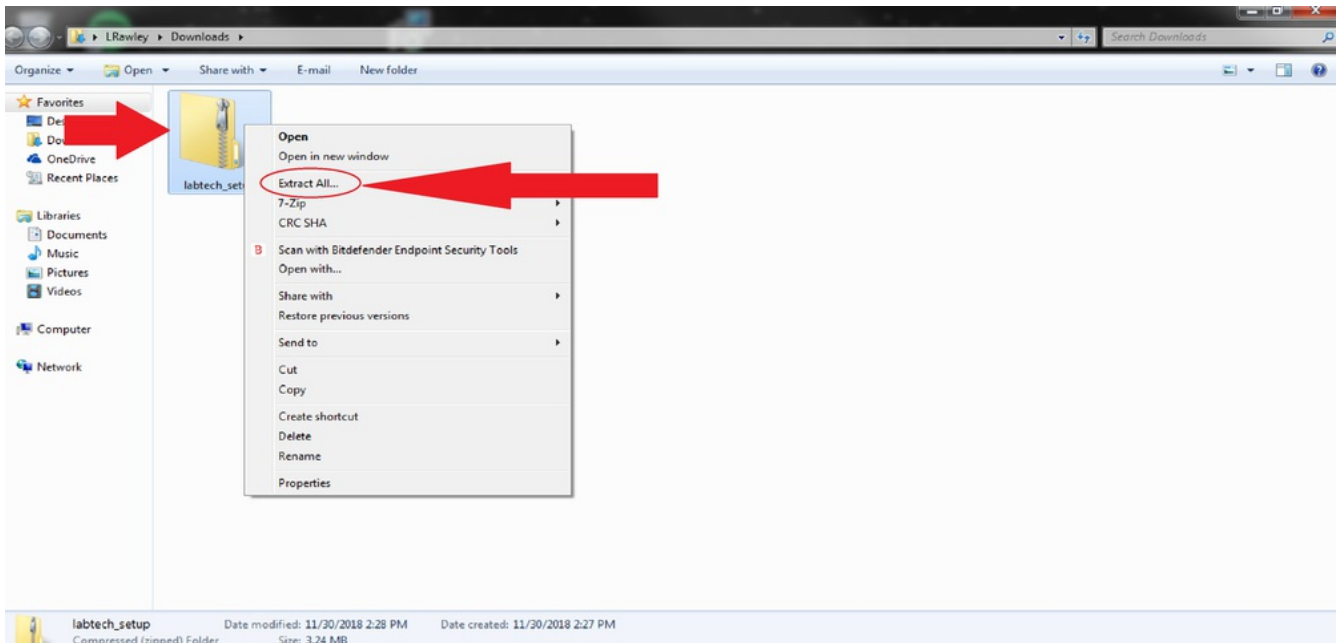 LRawley ▸ Downloads ▸
Search Downloads
Organize ▾ Open ▾ Share with ▾ E-mail New folder
Favorites
OneDrive
Recent Places
Libraries
Documents
Music
Pictures
Videos
Computer
Network
Open
Open in new window
Extract All...
7-Zip
CRC SHA
B Scan with Bitdefender Endpoint Security Tools
Open with...
Share with
Restore previous versions
Send to
Cut
Copy
Create shortcut
Delete
Rename
Properties
labtech_setup Date modified: 11/30/2018 2:28 PM Date created: 11/30/2018 2:27 PM
Compressed (zipped) Folder Size: 3.24 MB